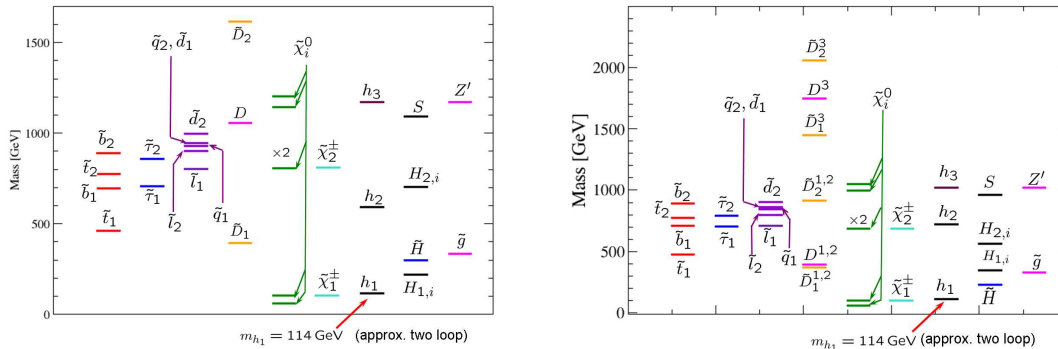 1500
1000
500
0
Mass [GeV]
D̃₂
q̃₂, d̃₁
χ̃ᵢ⁰
b̃₂
τ̃₂
d̃₂
D
h₃
S
Z′
×2
χ̃₂±
t̃₂
b̃₁
τ̃₁
l̃₁
H₂,ᵢ
h₂
t̃₁
l̃₂
q̃₁
D̃₁
H̃
g̃
χ̃₁±
h₁
H₁,ᵢ
m_h₁ = 114 GeV (approx. two loop)
2000
1500
1000
500
0
Mass [GeV]
D̃₂³
D³
q̃₂, d̃₁
χ̃ᵢ⁰
D̃₁³
b̃₂
τ̃₂
d̃₂
D̃₂¹,²
h₃
S
Z′
t̃₂
×2
χ̃₂±
h₂
H₂,ᵢ
b̃₁
τ̃₁
l̃₁
t̃₁
l̃₂
q̃₁
D¹,²
D̃₁¹,²
H₁,ᵢ
g̃
χ̃₁±
h₁
H̃
m_h₁ = 114 GeV (approx. two loop)